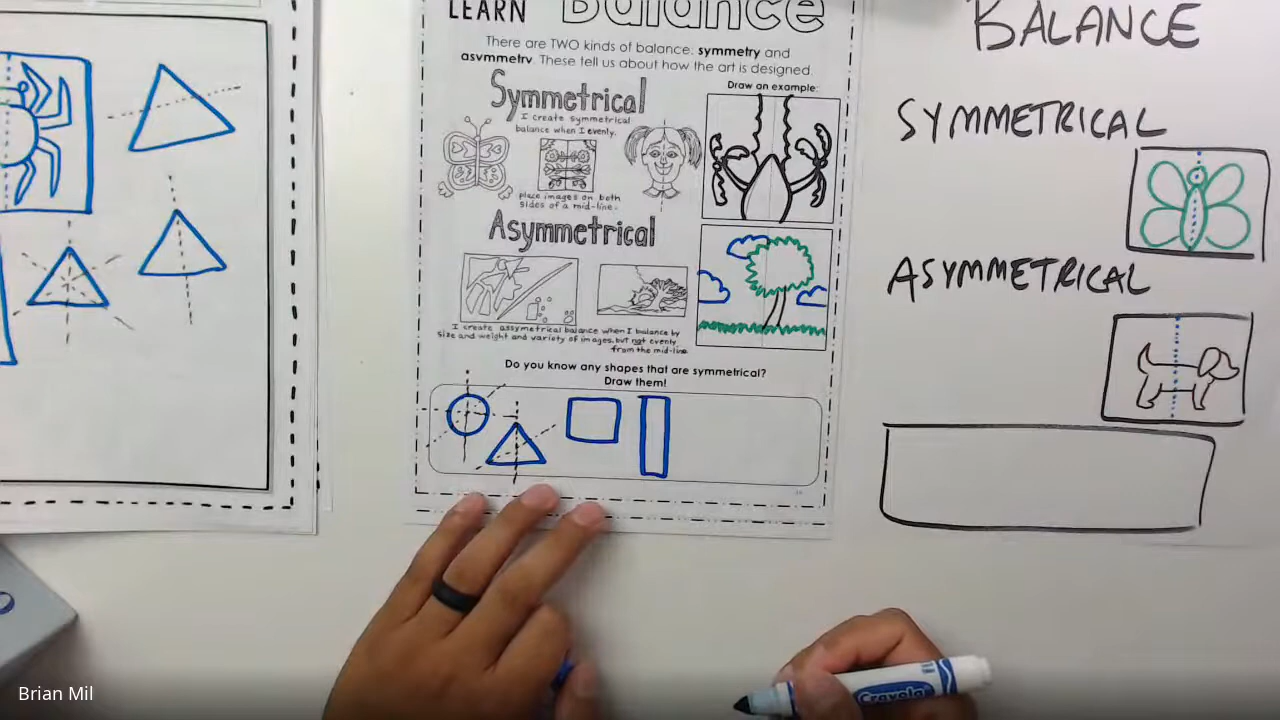 LEARN Balance
There are TWO kinds of balance: symmetry and
asymmetry. These tell us about how the art is designed.
Symmetrical
I create symmetrical
balance when I evenly
place images on both
sides of a mid-line.
Draw an example:
Asymmetrical
I create assymetrical balance when I balance by
size and weight and variety of images, but not evenly
from the mid-line
Do you know any shapes that are symmetrical?
Draw them!
BALANCE
SYMMETRICAL
ASYMMETRICAL
Crayola
Brian Mil